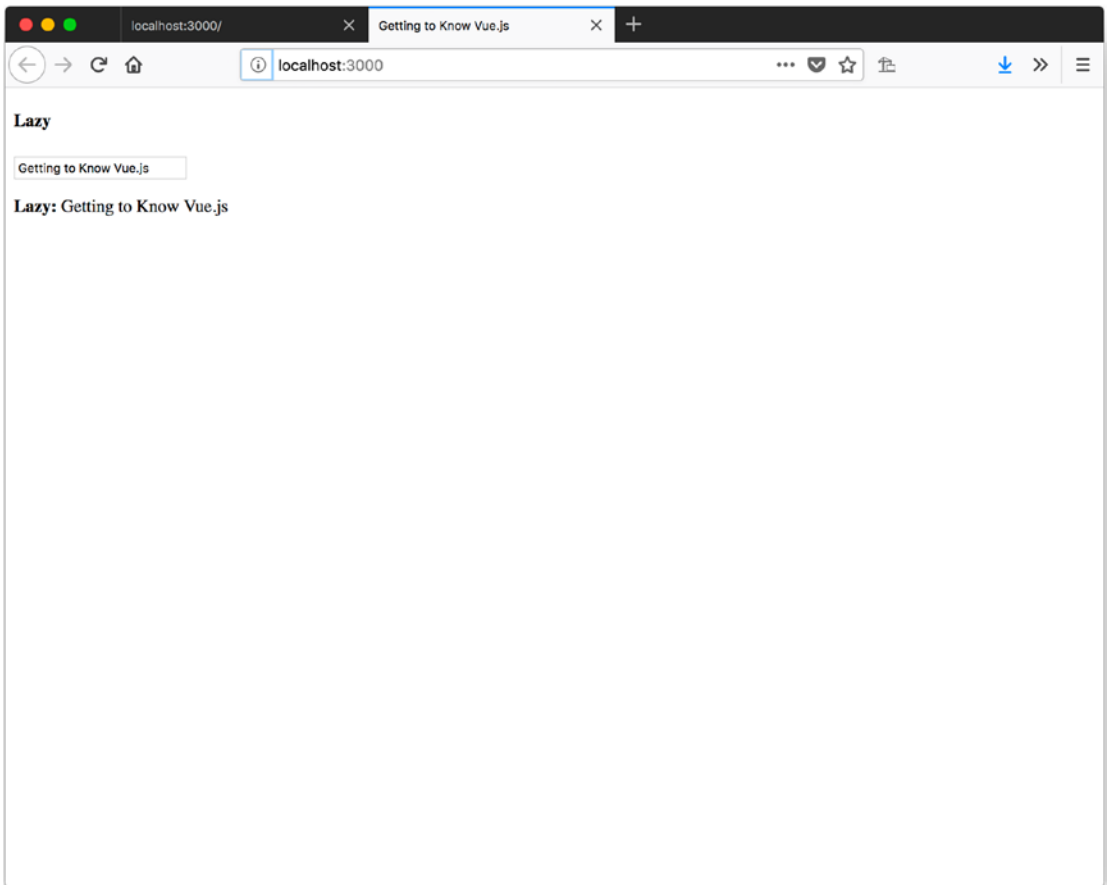 localhost:3000/
Getting to Know Vue.js
localhost:3000
Lazy
Getting to Know Vue.js
Lazy: Getting to Know Vue.js